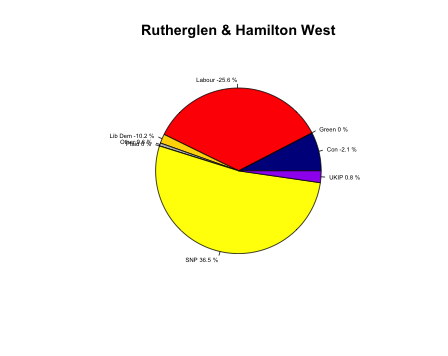 Rutherglen & Hamilton West
Labour -25.6 %
Green 0 %
Lib Dem -10.2 %
Con -2.1 %
UKIP 0.8 %
SNP 36.5 %